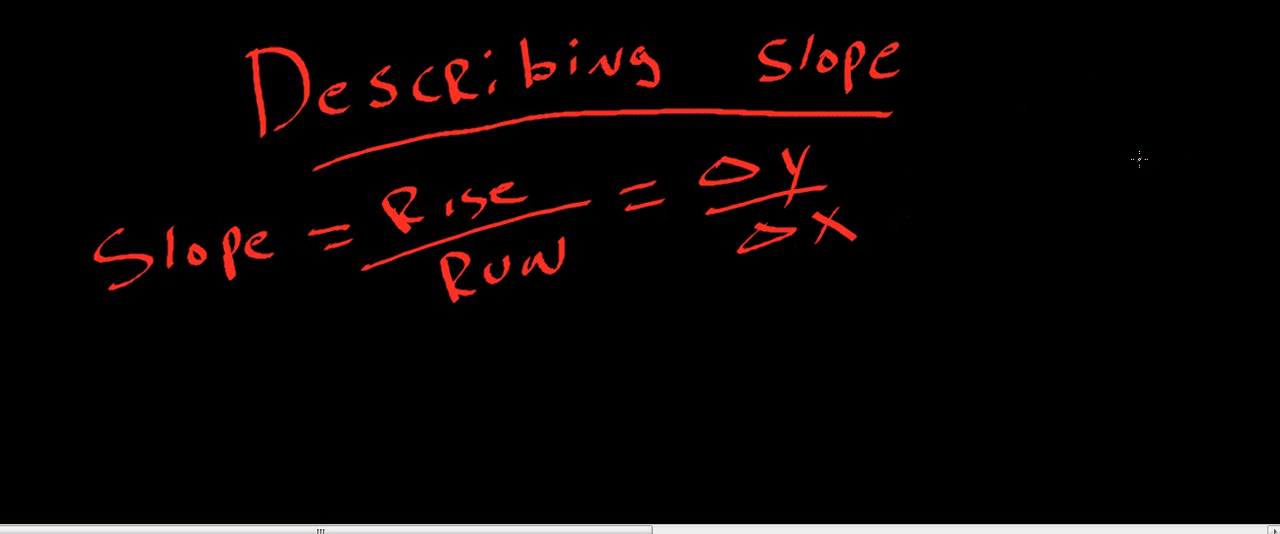 Describing Slope
Slope = Rise/Run = Δy/Δx